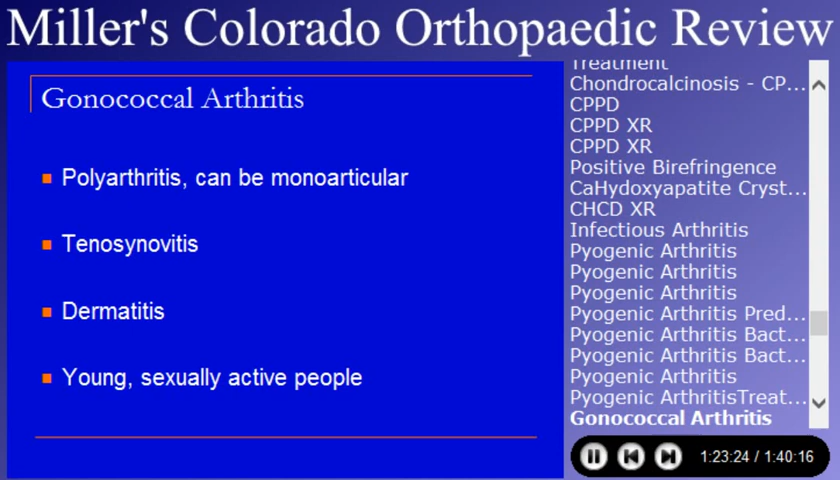 Miller's Colorado Orthopaedic Review
Gonococcal Arthritis
Polyarthritis, can be monoarticular
Tenosynovitis
Dermatitis
Young, sexually active people
Treatment
Chondrocalcinosis - CP...
CPPD
CPPD XR
CPPD XR
Positive Birefringence
CaHydoxyapatite Cryst...
CHCD XR
Infectious Arthritis
Pyogenic Arthritis
Pyogenic Arthritis
Pyogenic Arthritis
Pyogenic Arthritis Pred...
Pyogenic Arthritis Bact...
Pyogenic Arthritis Bact...
Pyogenic Arthritis
Pyogenic ArthritisTreat...
Gonococcal Arthritis
1:23:24 / 1:40:16